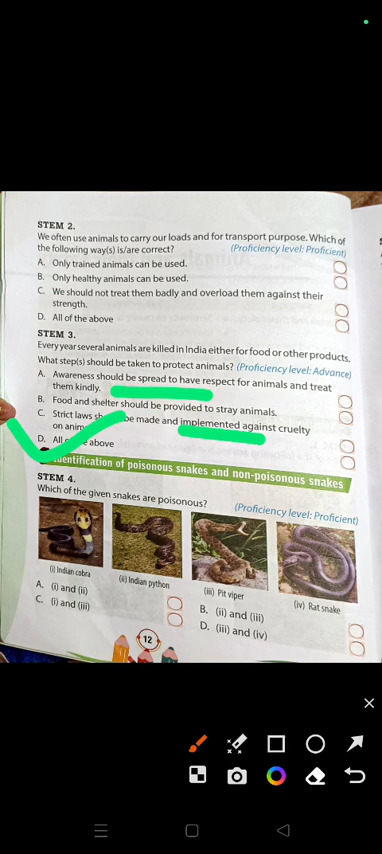 STEM 2.
We often use animals to carry our loads and for transport purpose. Which of
the following way(s) is/are correct? (Proficiency level: Proficient)
A. Only trained animals can be used.
B. Only healthy animals can be used.
C. We should not treat them badly and overload them against their
strength.
D. All of the above
STEM 3.
Every year several animals are killed in India either for food or other products.
What step(s) should be taken to protect animals? (Proficiency level: Advance)
A. Awareness should be spread to have respect for animals and treat
them kindly.
B. Food and shelter should be provided to stray animals.
C. Strict laws be made and implemented against cruelty
on
D. above
Identification of poisonous snakes and non-poisonous snakes
STEM 4.
Which of the given snakes are poisonous? (Proficiency level: Proficient)
(i) Indian cobra (ii) Indian python (iii) Pit viper (iv) Rat snake
A. (i) and (ii) B. (ii) and (iii)
C. (i) and (iii) D. (iii) and (iv)
12